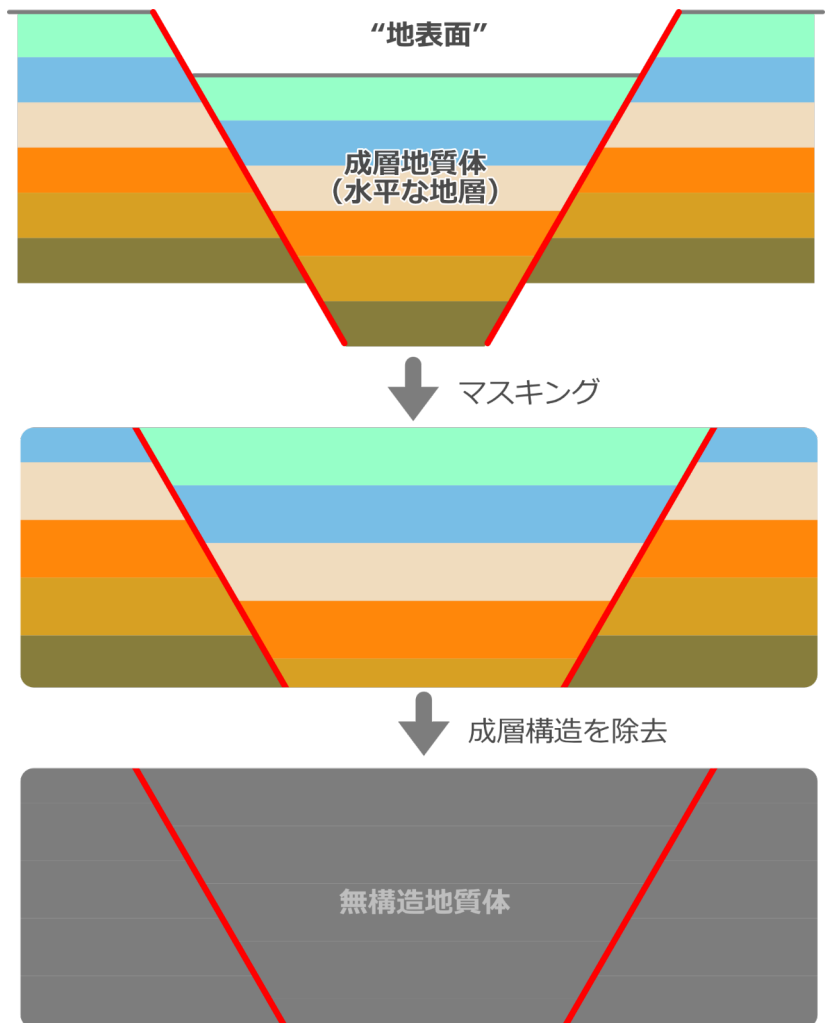 “地表面”
成層地質体
（水平な地層）
マスキング
成層構造を除去
無構造地質体